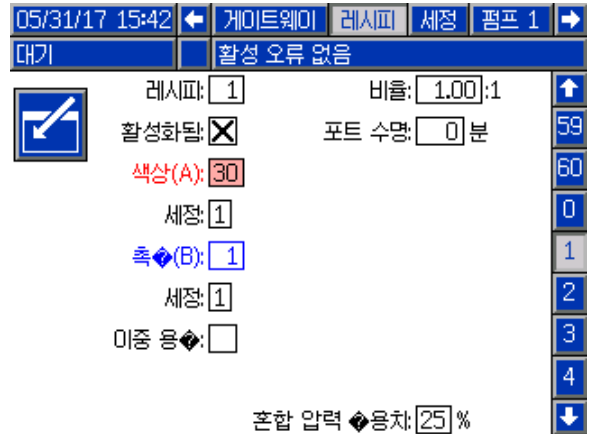 05/31/17 15:42 게이트웨이 레시피 세정 펌프 1
대기 활성 오류 없음
레시피: 1 비율: 1.00:1
활성화됨: 포트 수명: 0 분 59
색상(A): 30 60
세정: 1 0
촉�(B): 1 1
세정: 1 2
이중 용�: 3
4
혼합 압력 �용치: 25 %